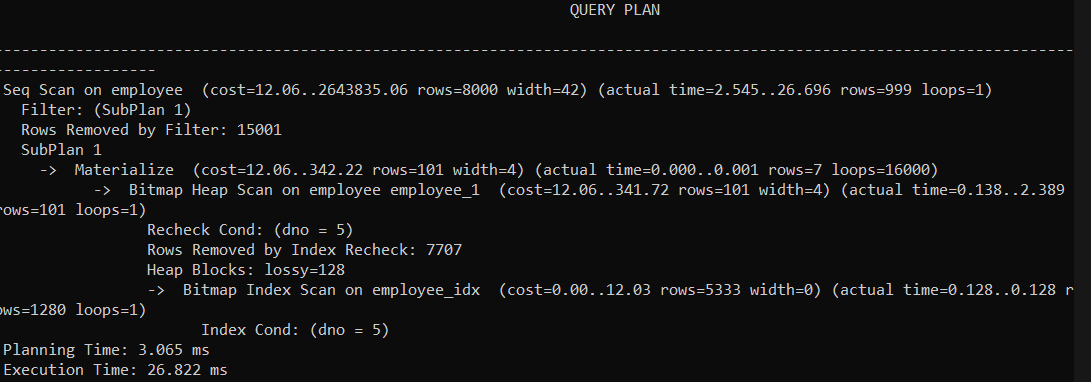 QUERY PLAN
---------------------------------------------------------------------------------------------------------------------
-----------------
Seq Scan on employee  (cost=12.06..2643835.06 rows=8000 width=42) (actual time=2.545..26.696 rows=999 loops=1)
Filter: (SubPlan 1)
Rows Removed by Filter: 15001
SubPlan 1
->  Materialize  (cost=12.06..342.22 rows=101 width=4) (actual time=0.000..0.001 rows=7 loops=16000)
->  Bitmap Heap Scan on employee employee_1  (cost=12.06..341.72 rows=101 width=4) (actual time=0.138..2.389
rows=101 loops=1)
Recheck Cond: (dno = 5)
Rows Removed by Index Recheck: 7707
Heap Blocks: lossy=128
->  Bitmap Index Scan on employee_idx  (cost=0.00..12.03 rows=5333 width=0) (actual time=0.128..0.128 r
ows=1280 loops=1)
Index Cond: (dno = 5)
Planning Time: 3.065 ms
Execution Time: 26.822 ms